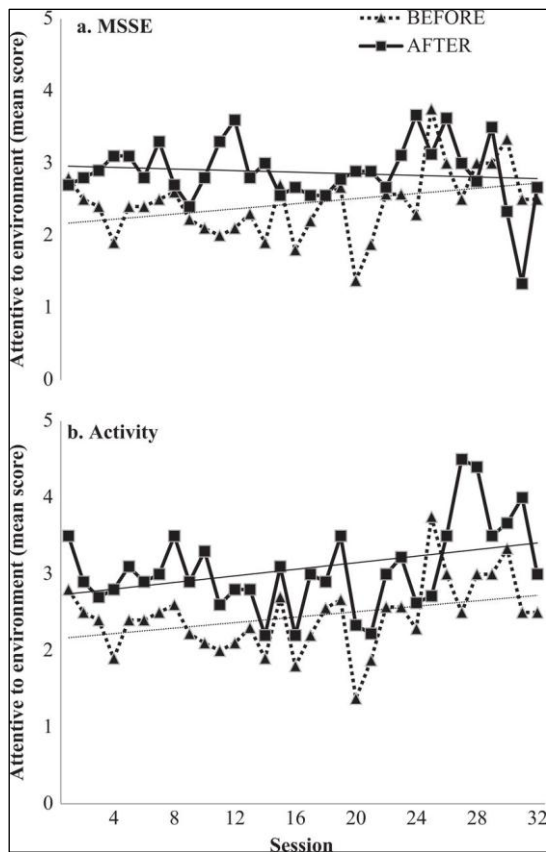 a. MSSE
BEFORE
AFTER
Attentive to environment (mean score)
5
4
3
2
1
0
b. Activity
Attentive to environment (mean score)
5
4
3
2
1
0
4 8 12 16 20 24 28 32
Session